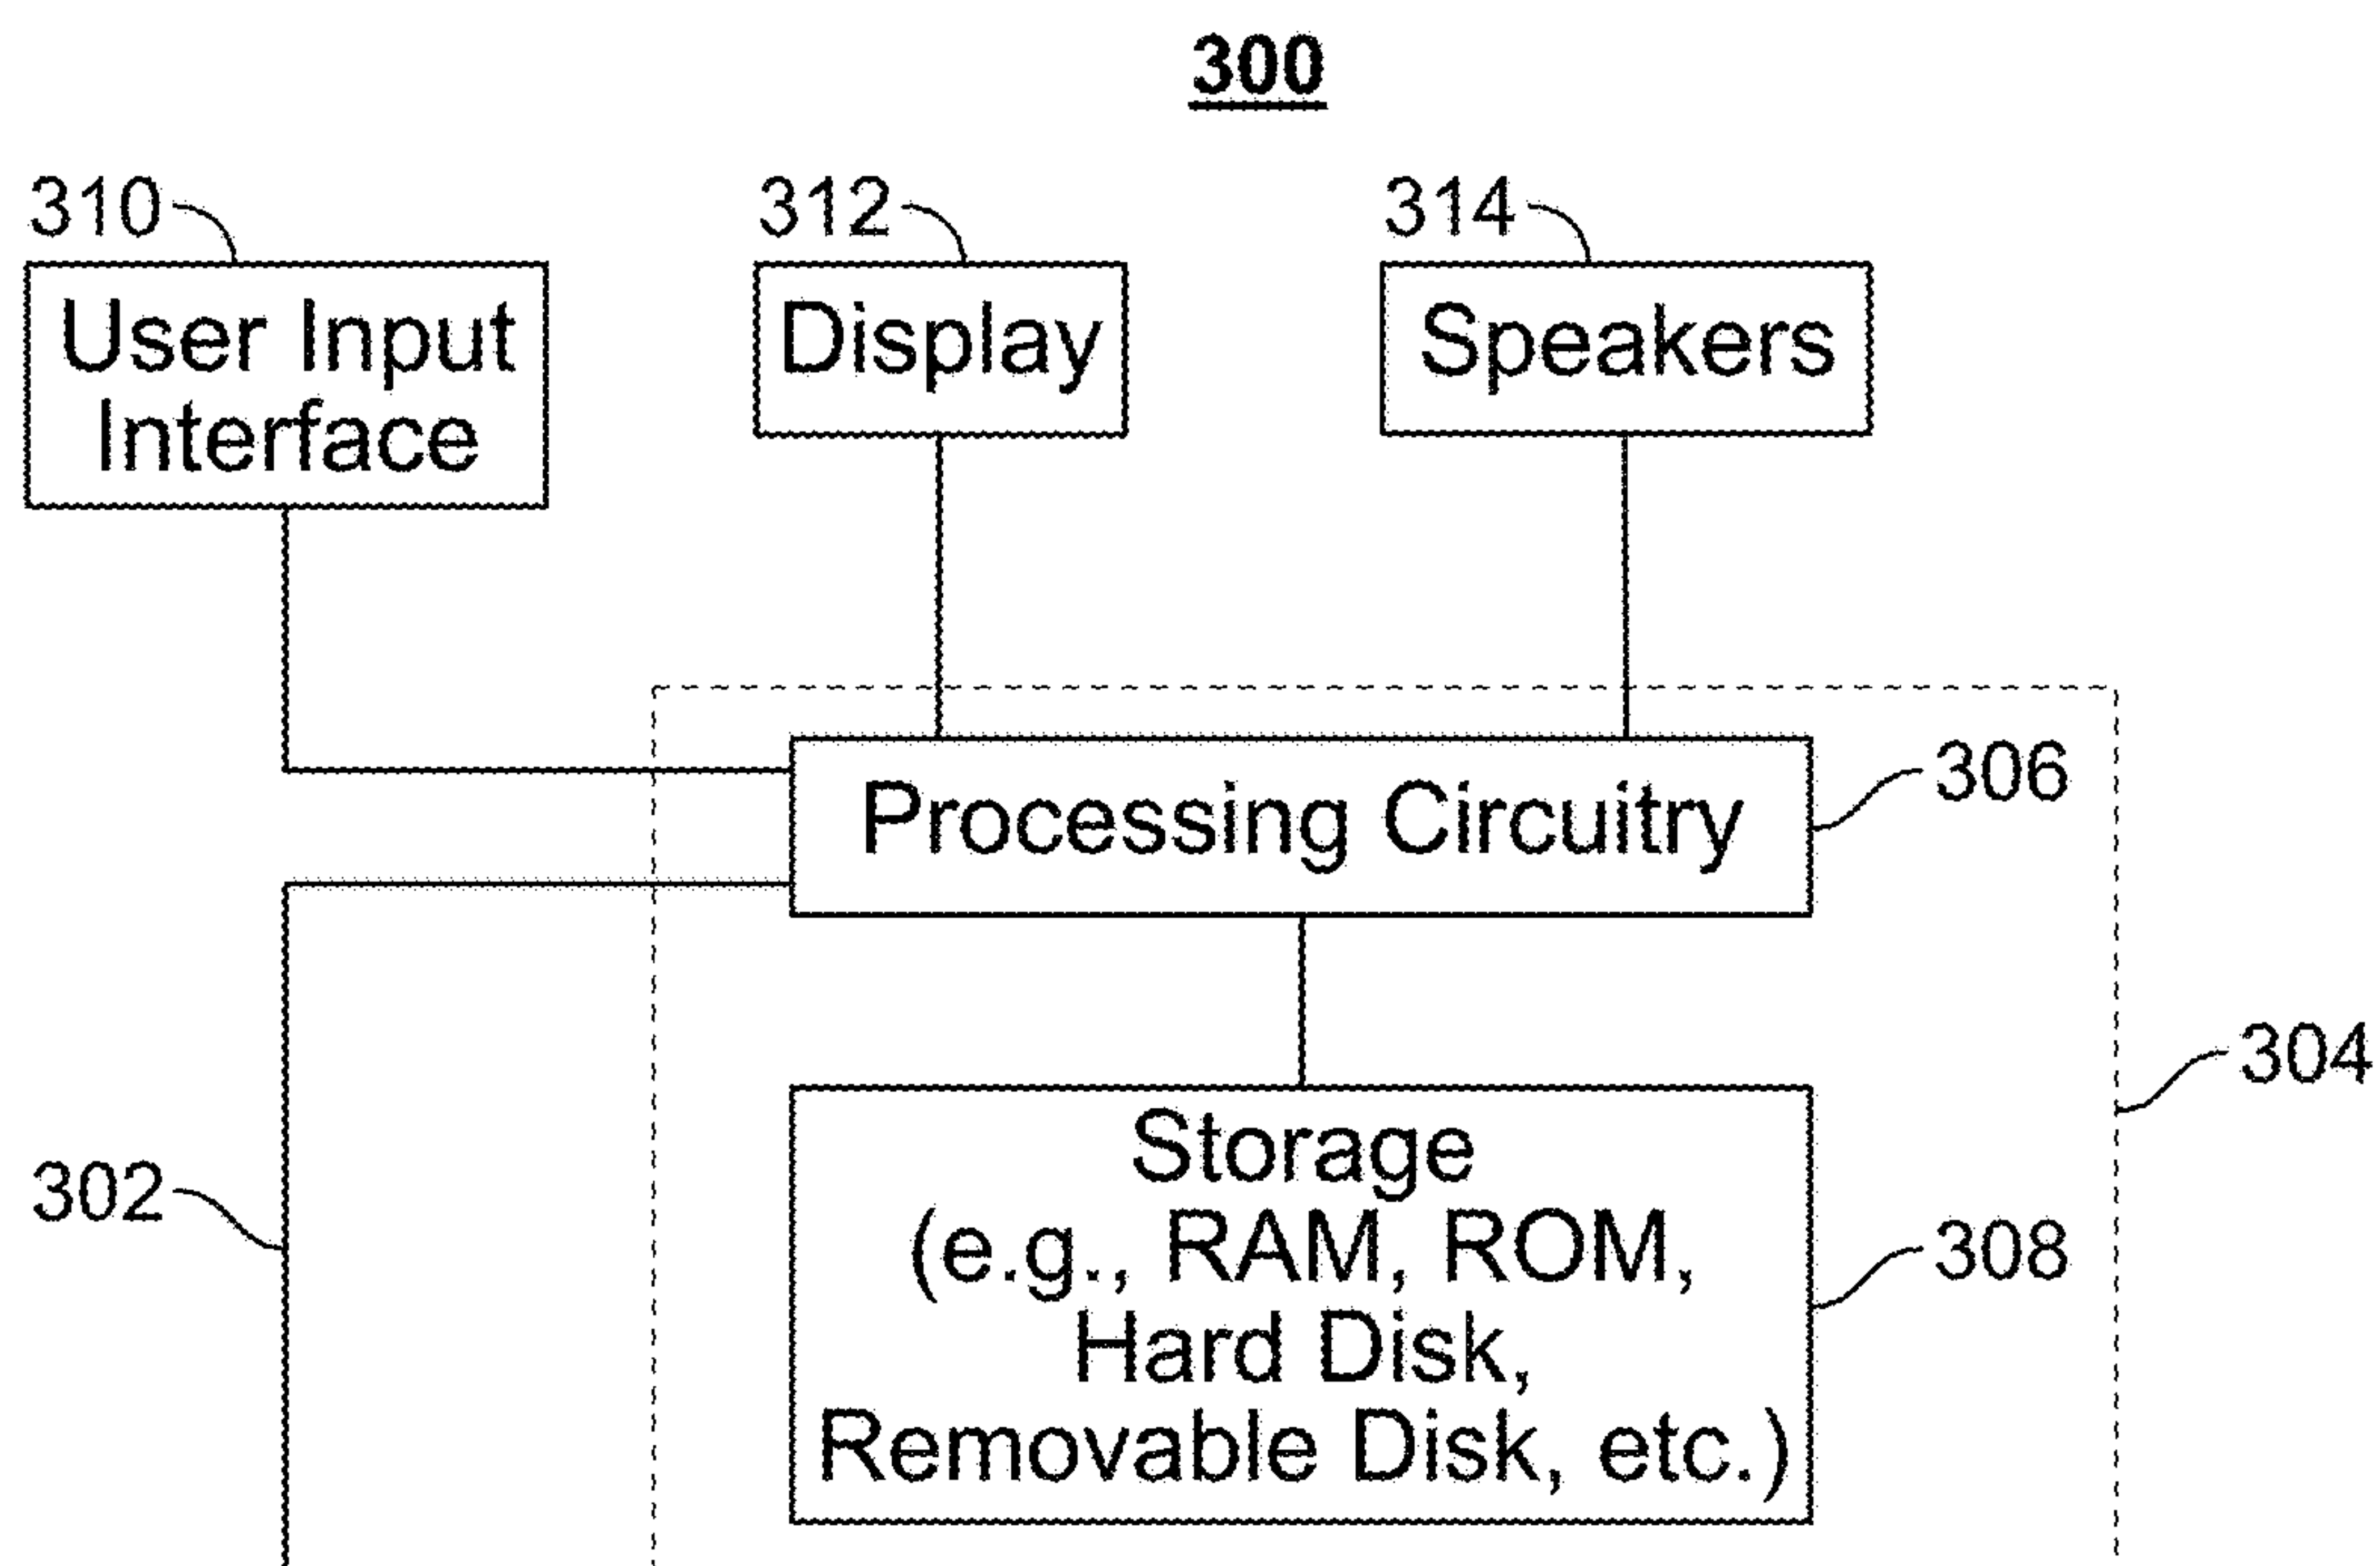 300
310
312
314
User Input
Interface
Display
Speakers
Processing Circuitry
306
304
302
Storage
(e.g., RAM, ROM,
Hard Disk,
Removable Disk, etc.)
308